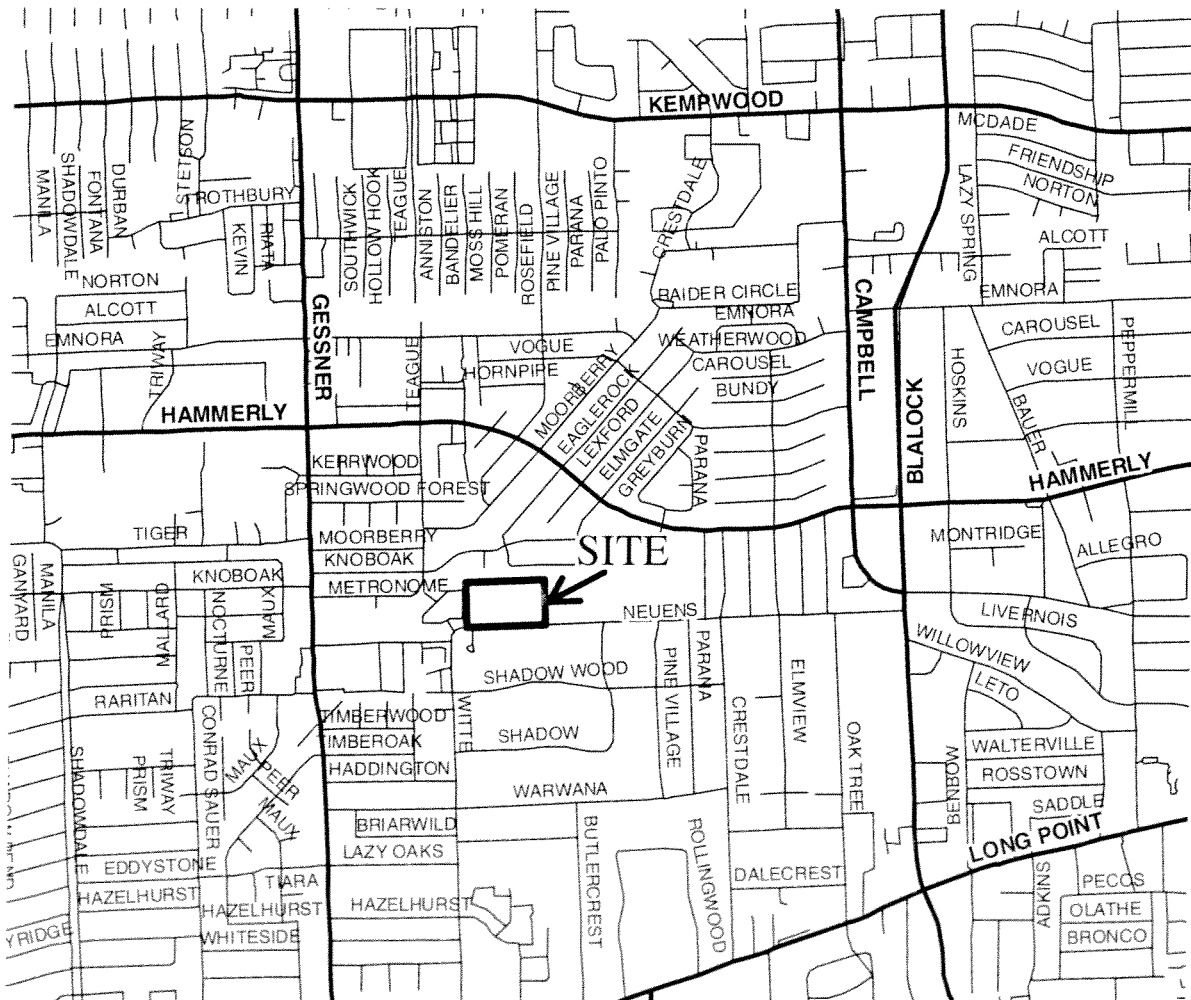 KEMPWOOD
MCDADE
FRIENDSHIP
NORTON
ALCOTT
LAZY SPRING
EMNORA
MANILA
SHADOWDALE
FONTANA
DURBAN
STETSON
ROTHBURY
KEVIN
RIATA
SOUTHWICK
HOLLOW HOOK
TEAGUE
ANNISTON
BANDELIER
MOSS HILL
POMERAN
ROSEFIELD
PINE VILLAGE
PARANA
PALO PINTO
CRESTDALE
NORTON
ALCOTT
EMNORA
TRIWAY
GESSNER
HAMMERLY
TEAGUE
VOGUE
HORNPIPE
RAIDER CIRCLE
EMNORA
WEATHERWOOD
CAROUSEL
BUNDY
MOORBERRY
EAGLEROCK
LEXFORD
ELMGATE
GREYBURN
PARANA
CAMPBELL
BLALOCK
HOSKINS
CAROUSEL
VOGUE
BAUER
PEPPERMIL
HAMMERLY
KERRWOOD
SPRINGWOOD FOREST
TIGER
MOORBERRY
KNOBOAK
METRONOME
SITE
NEUENS
MONTRIDGE
ALLEGRO
LIVERNOIS
WILLOWVIEW
LETO
GANYARD
MANILA
PRISM
MALLARD
KNOBOAK
NOCTURNE
MAUX
PEER
RARITAN
SHADOW WOOD
PINE VILLAGE
PARANA
CRESTDALE
ELMVIEW
OAK TREE
TIMBERWOOD
TIMBEROAK
HADDINGTON
WITTE
SHADOW
WARWANA
WALTERVILLE
ROSSTOWN
SADDLE
WORNER
LONG POINT
SHADOWDALE
PRISM
TRIWAY
CONRAD SAUER
MAUX
PEER
MAUX
BRIARWILD
LAZY OAKS
EDDYSTONE
HAZELHURST
TIARA
HAZELHURST
WHITESIDE
HAZELHURST
BUTLERCREST
ROLLINGWOOD
DALECREST
ADKINS
PECOS
OLATHE
BRONCO
YRIDGE